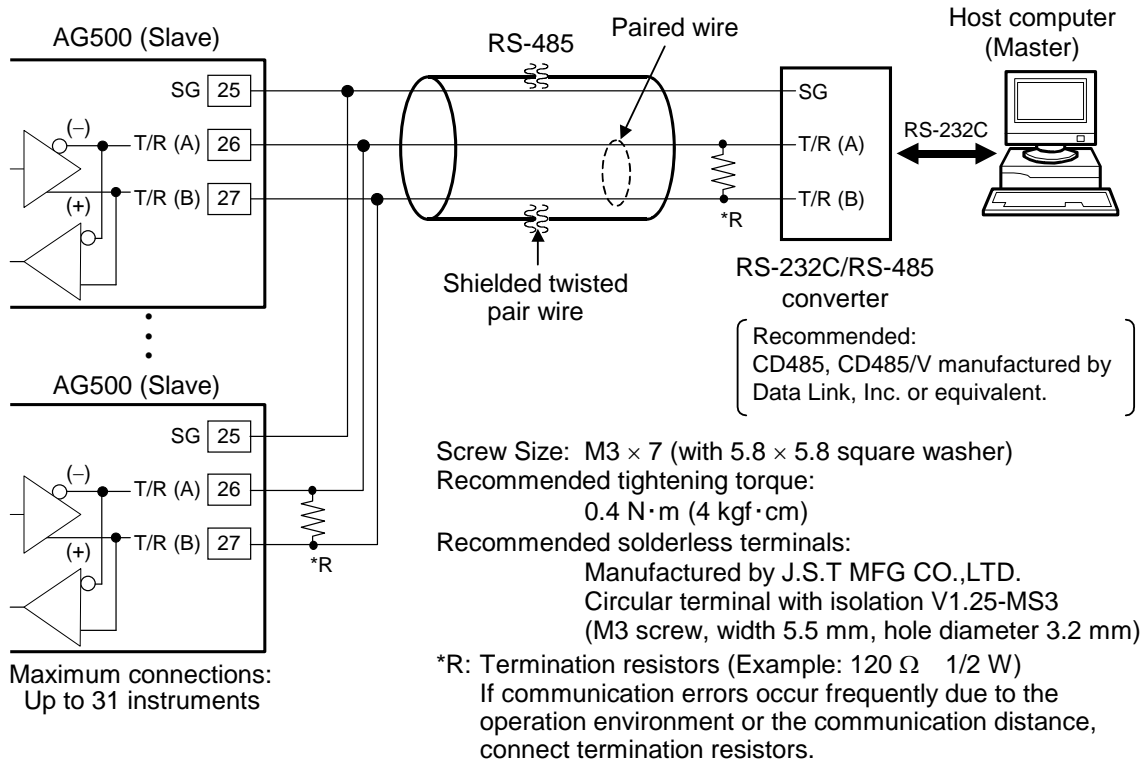 AG500 (Slave)
SG 25
(−)
T/R (A) 26
T/R (B) 27
(+)
RS-485
Paired wire
Shielded twisted
pair wire
*R
SG
T/R (A)
T/R (B)
RS-232C
Host computer
(Master)
RS-232C/RS-485
converter
Recommended:
CD485, CD485/V manufactured by
Data Link, Inc. or equivalent.
AG500 (Slave)
SG 25
(−)
T/R (A) 26
T/R (B) 27
(+)
*R
Maximum connections:
Up to 31 instruments
Screw Size: M3 × 7 (with 5.8 × 5.8 square washer)
Recommended tightening torque:
0.4 N·m (4 kgf·cm)
Recommended solderless terminals:
Manufactured by J.S.T MFG CO.,LTD.
Circular terminal with isolation V1.25-MS3
(M3 screw, width 5.5 mm, hole diameter 3.2 mm)
*R: Termination resistors (Example: 120 Ω 1/2 W)
If communication errors occur frequently due to the
operation environment or the communication distance,
connect termination resistors.